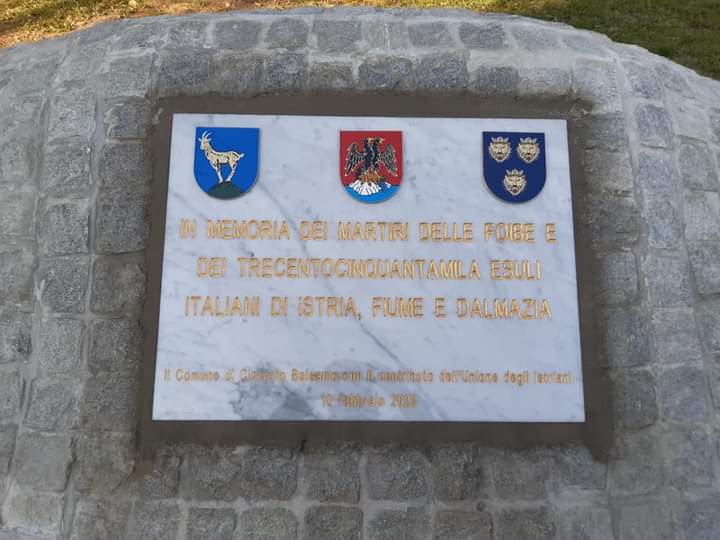 IN MEMORIA DEI MARTIRI DELLE FOIBE E
DEI TRECENTOCINQUANTAMILA ESULI
ITALIANI DI ISTRIA, FIUME E DALMAZIA
Il Comune di Cinisello Balsamo con il contributo dell'Unione degli Istriani
10 febbraio